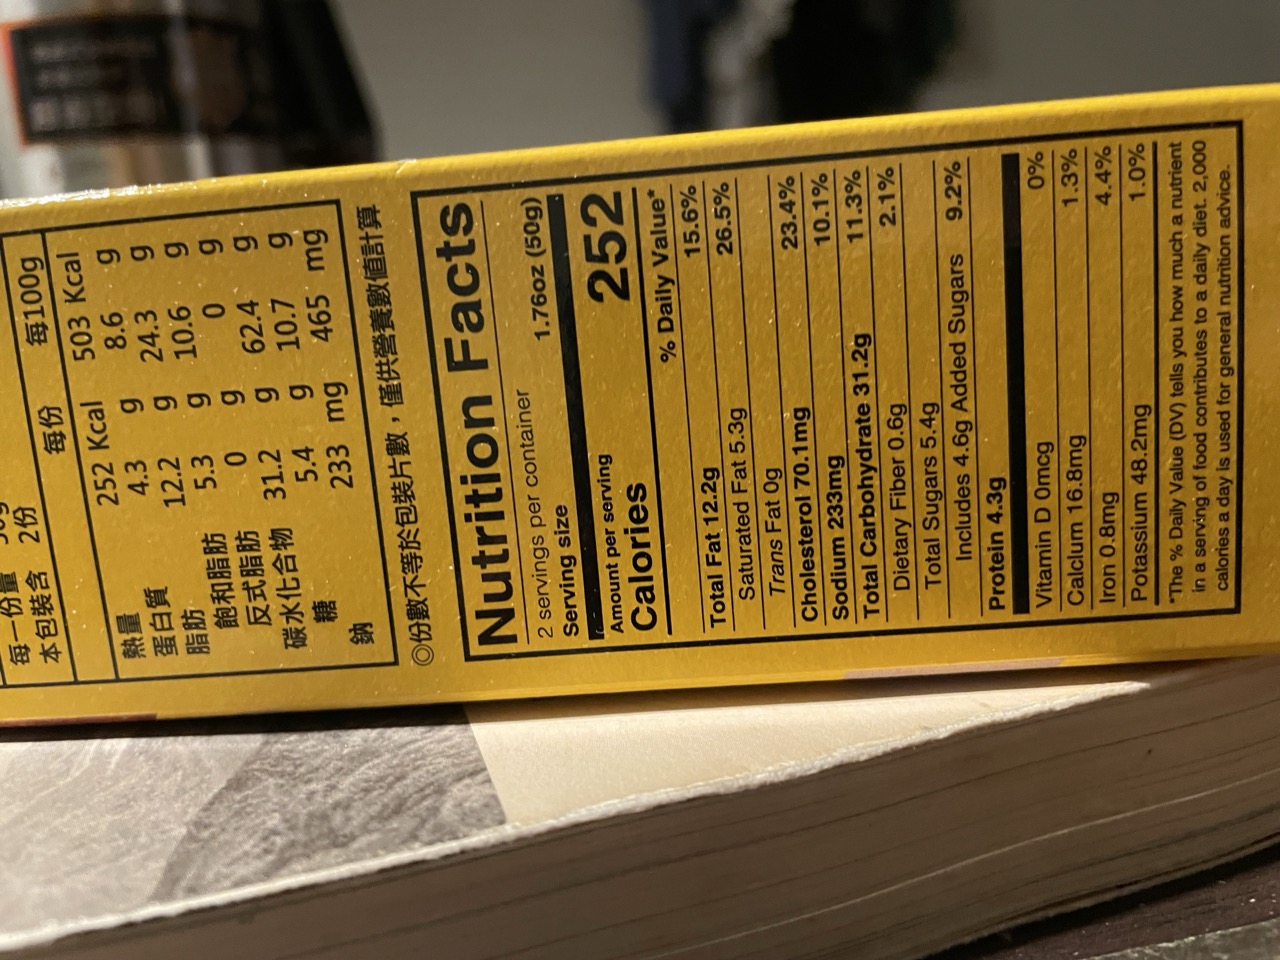 每一份量
本包裝含 2份
每份 每100g
熱量 252 Kcal 503 Kcal
蛋白質 4.3 g 8.6 g
脂肪 12.2 g 24.3 g
飽和脂肪 5.3 g 10.6 g
反式脂肪 0 g 0 g
碳水化合物 31.2 g 62.4 g
糖 5.4 g 10.7 g
鈉 233 mg 465 mg
◎份數不等於包裝片數，僅供營養數值計算
Nutrition Facts
2 servings per container
Serving size 1.76oz (50g)
Amount per serving
Calories 252
% Daily Value*
Total Fat 12.2g 15.6%
Saturated Fat 5.3g 26.5%
Trans Fat 0g
Cholesterol 70.1mg 23.4%
Sodium 233mg 10.1%
Total Carbohydrate 31.2g 11.3%
Dietary Fiber 0.6g 2.1%
Total Sugars 5.4g
Includes 4.6g Added Sugars 9.2%
Protein 4.3g
Vitamin D 0mcg 0%
Calclum 16.8mg 1.3%
Iron 0.8mg 4.4%
Potassium 48.2mg 1.0%
*The % Daily Value (DV) tells you how much a nutrient
in a serving of food contributes to a daily diet. 2,000
calories a day is used for general nutrition advice.